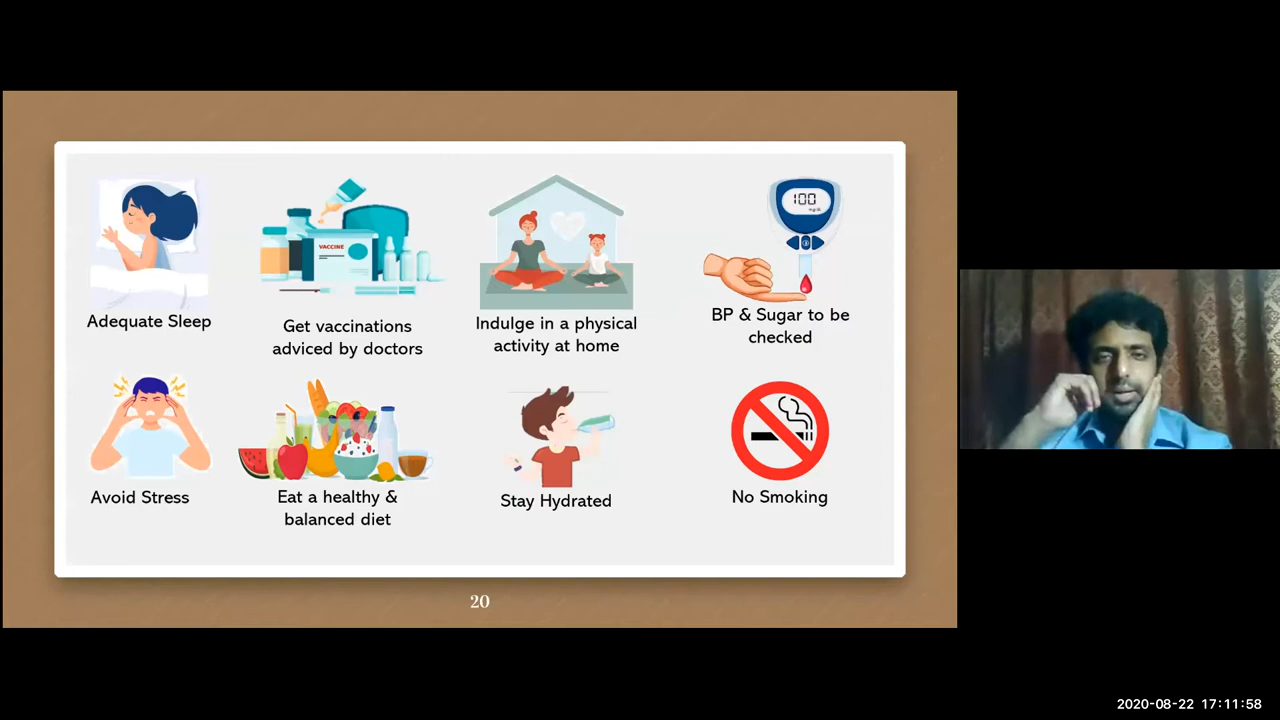 100
VACCINE
Adequate Sleep
Get vaccinations
adviced by doctors
Indulge in a physical
activity at home
BP & Sugar to be
checked
Avoid Stress
Eat a healthy &
balanced diet
Stay Hydrated
No Smoking
20
2020-08-22 17:11:58